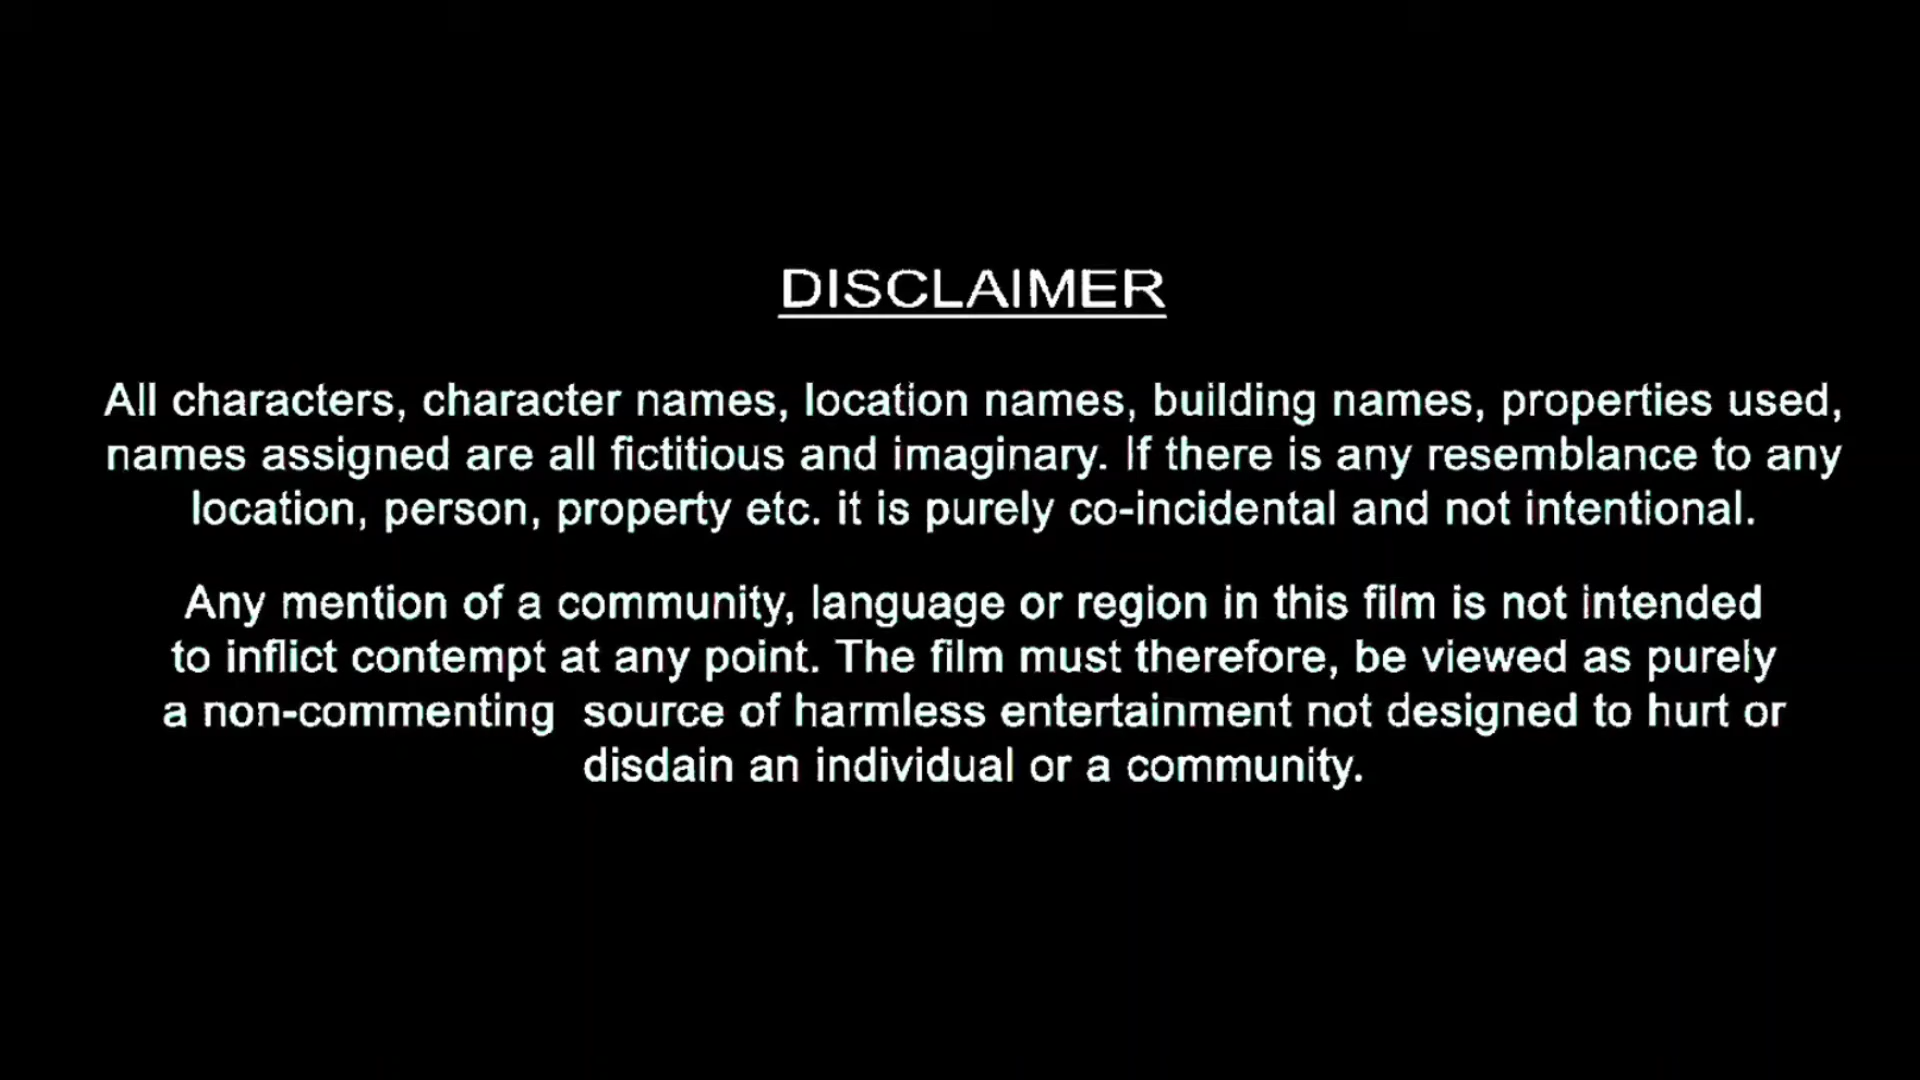 DISCLAIMER
All characters, character names, location names, building names, properties used,
names assigned are all fictitious and imaginary. If there is any resemblance to any
location, person, property etc. it is purely co-incidental and not intentional.
Any mention of a community, language or region in this film is not intended
to inflict contempt at any point. The film must therefore, be viewed as purely
a non-commenting  source of harmless entertainment not designed to hurt or
disdain an individual or a community.